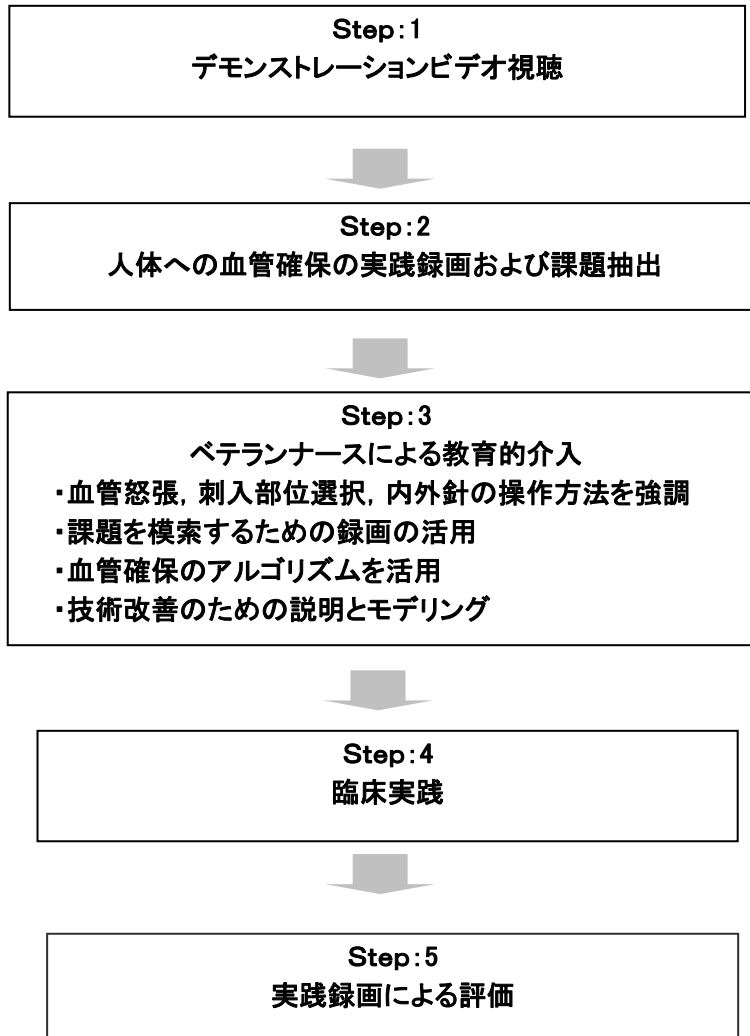 Step:1
デモンストレーションビデオ視聴
Step:2
人体への血管確保の実践録画および課題抽出
Step:3
ベテランナースによる教育的介入
・血管怒張, 刺入部位選択, 内外針の操作方法を強調
・課題を模索するための録画の活用
・血管確保のアルゴリズムを活用
・技術改善のための説明とモデリング
Step:4
臨床実践
Step:5
実践録画による評価